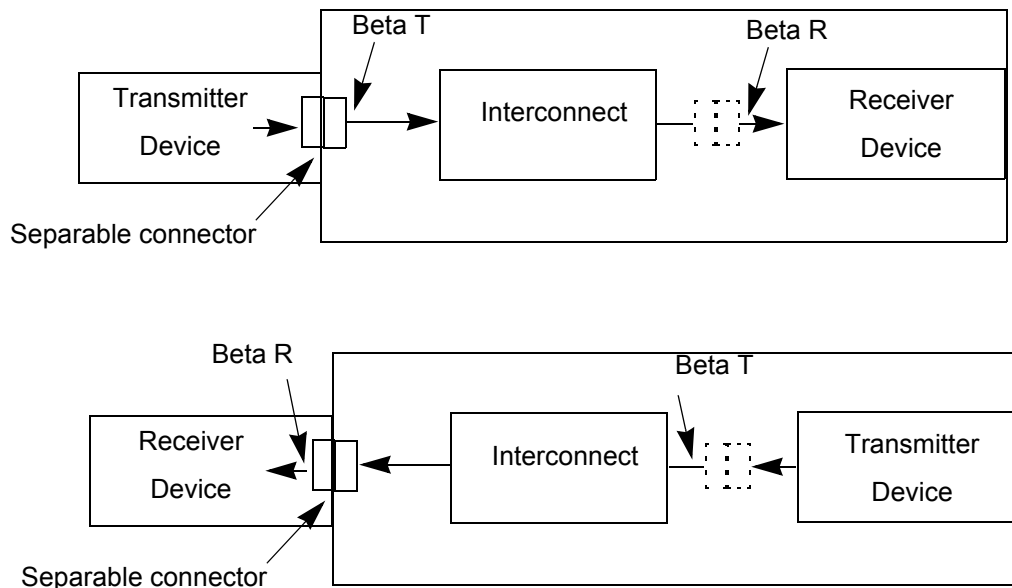 Beta T
Beta R
Transmitter
Device
Interconnect
Receiver
Device
Separable connector
Beta R
Beta T
Receiver
Device
Interconnect
Transmitter
Device
Separable connector